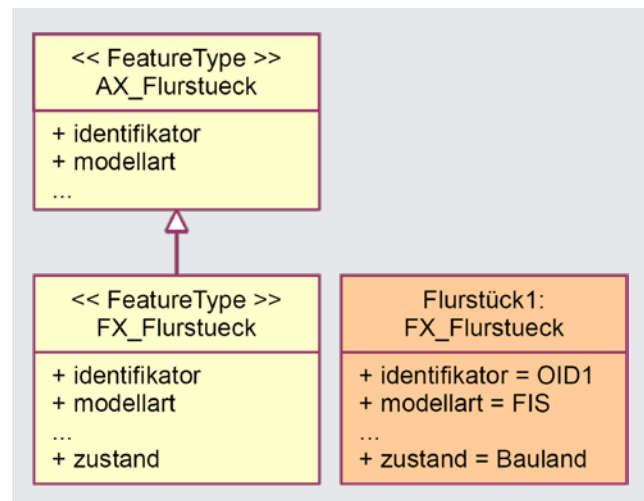 << FeatureType >>
AX_Flurstueck
+ identifikator
+ modellart
...
<< FeatureType >>
FX_Flurstueck
+ identifikator
+ modellart
...
+ zustand
Flurstück1:
FX_Flurstueck
+ identifikator = OID1
+ modellart = FIS
...
+ zustand = Bauland